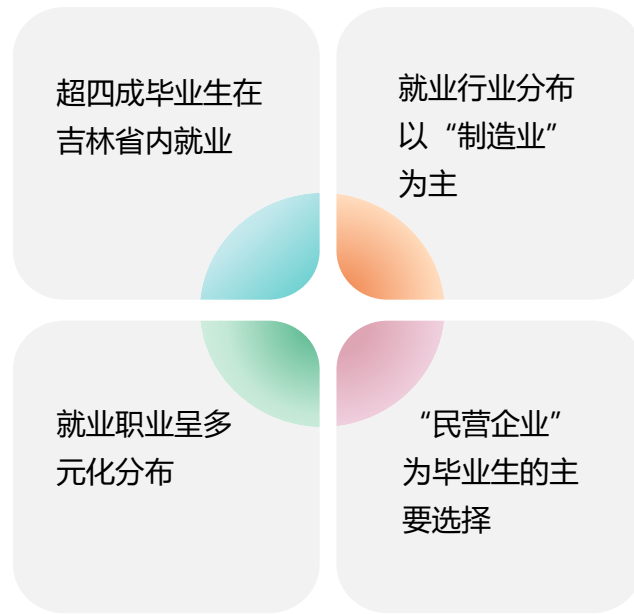 超四成毕业生在
吉林省内就业
就业行业分布
以“制造业”
为主
就业职业呈多
元化分布
“民营企业”
为毕业生的主
要选择